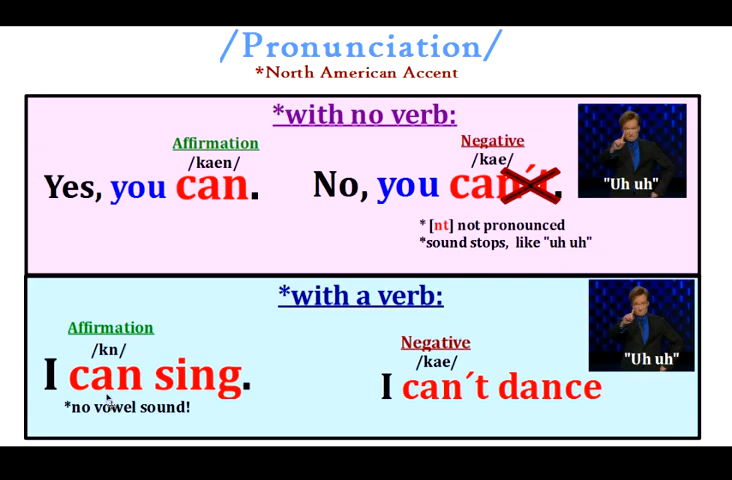 /Pronunciation/
*North American Accent
*with no verb:
Affirmation
/kaen/
Yes, you can.
Negative
/kae/
No, you can´t.
"Uh uh"
* [nt] not pronounced
*sound stops, like "uh uh"
*with a verb:
Affirmation
/kn/
I can sing.
*no vowel sound!
Negative
/kae/
I can´t dance
"Uh uh"